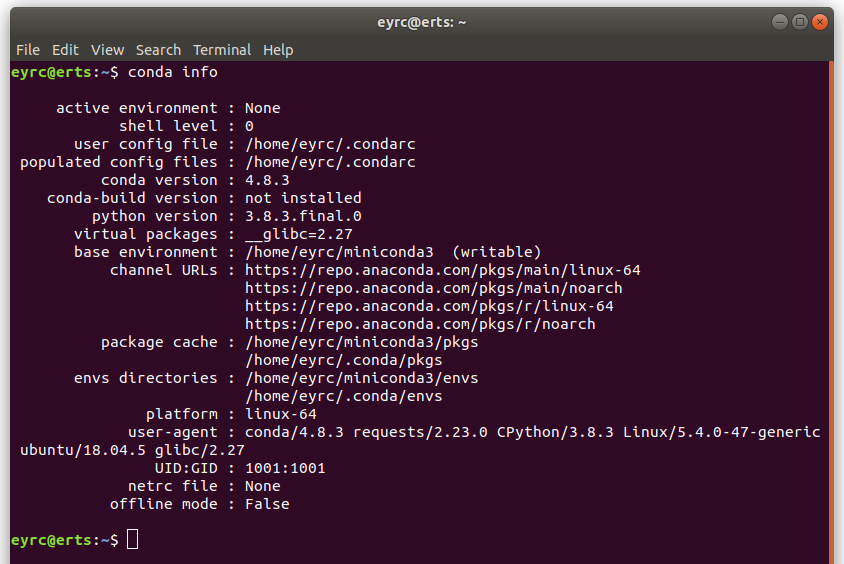 eyrc@erts: ~
File Edit View Search Terminal Help
eyrc@erts:~$ conda info
active environment : None
shell level : 0
user config file : /home/eyrc/.condarc
populated config files : /home/eyrc/.condarc
conda version : 4.8.3
conda-build version : not installed
python version : 3.8.3.final.0
virtual packages : __glibc=2.27
base environment : /home/eyrc/miniconda3  (writable)
channel URLs : https://repo.anaconda.com/pkgs/main/linux-64
https://repo.anaconda.com/pkgs/main/noarch
https://repo.anaconda.com/pkgs/r/linux-64
https://repo.anaconda.com/pkgs/r/noarch
package cache : /home/eyrc/miniconda3/pkgs
/home/eyrc/.conda/pkgs
envs directories : /home/eyrc/miniconda3/envs
/home/eyrc/.conda/envs
platform : linux-64
user-agent : conda/4.8.3 requests/2.23.0 CPython/3.8.3 Linux/5.4.0-47-generic
ubuntu/18.04.5 glibc/2.27
UID:GID : 1001:1001
netrc file : None
offline mode : False
eyrc@erts:~$